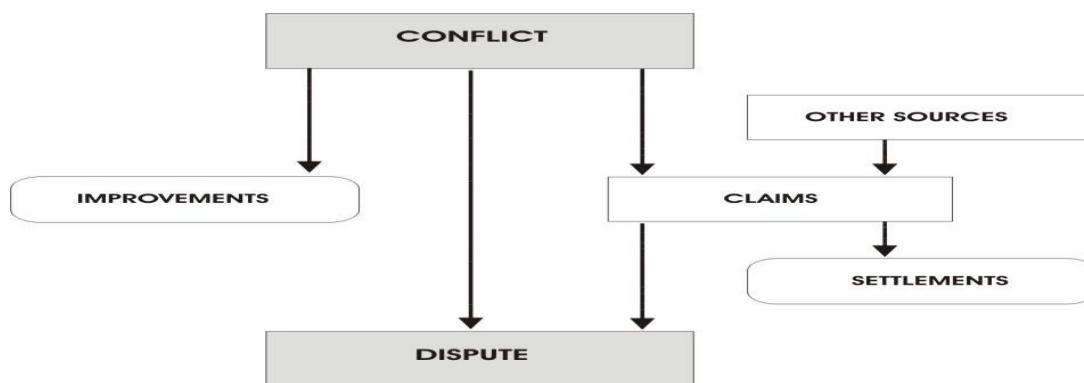 CONFLICT
OTHER SOURCES
IMPROVEMENTS
CLAIMS
SETTLEMENTS
DISPUTE